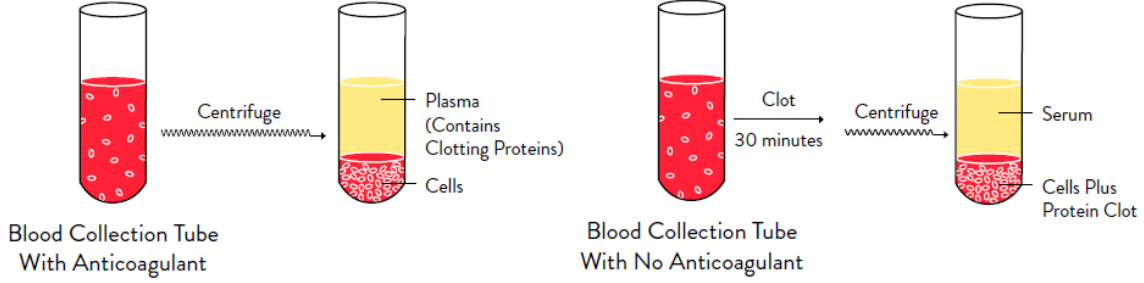 Centrifuge
Plasma
(Contains
Clotting Proteins)
Cells
Blood Collection Tube
With Anticoagulant
Clot
30 minutes
Centrifuge
Serum
Cells Plus
Protein Clot
Blood Collection Tube
With No Anticoagulant